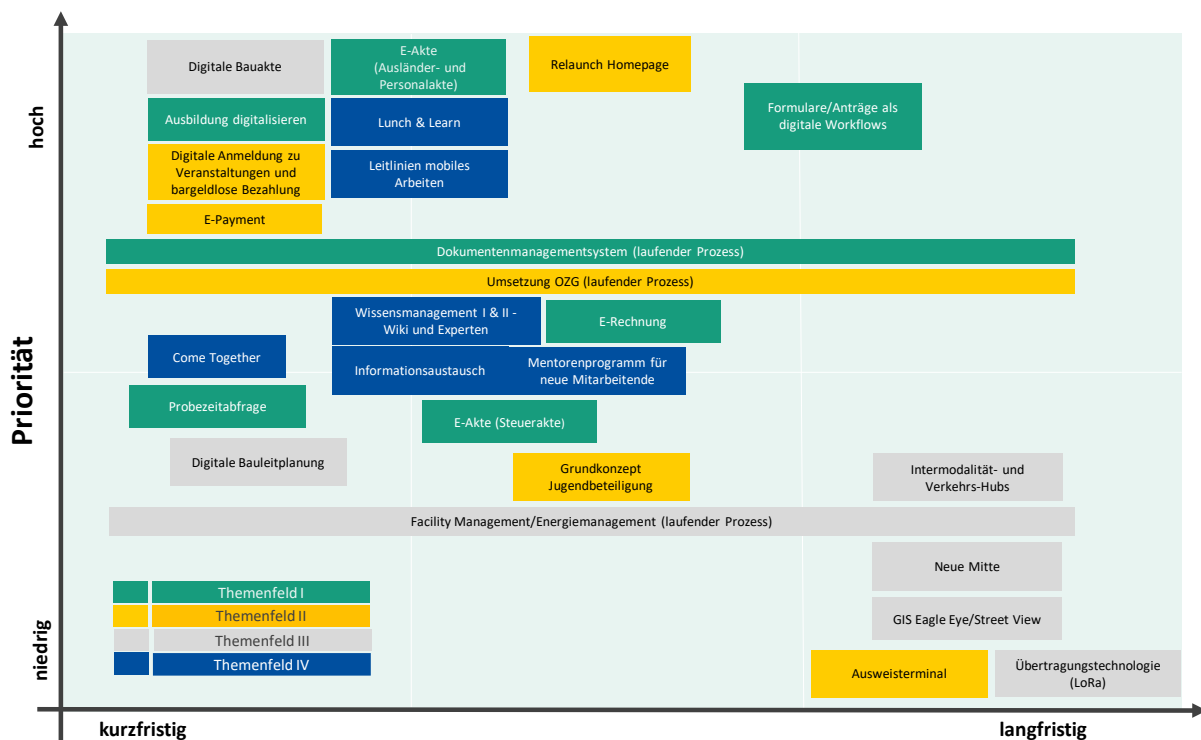 Priorität
hoch
niedrig
Digitale Bauakte
E-Akte
(Ausländer- und
Personalakte)
Relaunch Homepage
Ausbildung digitalisieren
Lunch & Learn
Formulare/Anträge als
digitale Workflows
Digitale Anmeldung zu
Veranstaltungen und
bargeldlose Bezahlung
Leitlinien mobiles
Arbeiten
E-Payment
Dokumentenmanagementsystem (laufender Prozess)
Umsetzung OZG (laufender Prozess)
Wissensmanagement I & II -
Wiki und Experten
E-Rechnung
Come Together
Informationsaustausch
Mentorenprogramm für
neue Mitarbeitende
Probezeitabfrage
E-Akte (Steuerakte)
Digitale Bauleitplanung
Grundkonzept
Jugendbeteiligung
Intermodalität- und
Verkehrs-Hubs
Facility Management/Energiemanagement (laufender Prozess)
Neue Mitte
GIS Eagle Eye/Street View
Ausweisterminal
Übertragungstechnologie
(LoRa)
Themenfeld I
Themenfeld II
Themenfeld III
Themenfeld IV
kurzfristig
langfristig